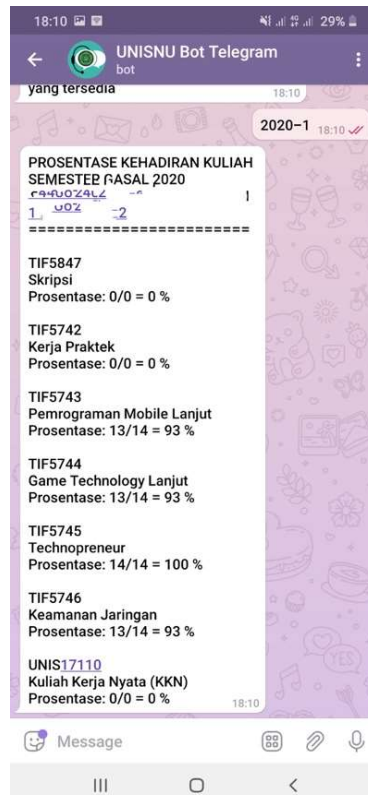 18:10
29%
UNISNU Bot Telegram
bot
yang tersedia
18:10
2020-1 18:10
PROSENTASE KEHADIRAN KULIAH
SEMESTER GASAL 2020
=========================
TIF5847
Skripsi
Prosentase: 0/0 = 0 %
TIF5742
Kerja Praktek
Prosentase: 0/0 = 0 %
TIF5743
Pemrograman Mobile Lanjut
Prosentase: 13/14 = 93 %
TIF5744
Game Technology Lanjut
Prosentase: 13/14 = 93 %
TIF5745
Technopreneur
Prosentase: 14/14 = 100 %
TIF5746
Keamanan Jaringan
Prosentase: 13/14 = 93 %
UNIS17110
Kuliah Kerja Nyata (KKN)
Prosentase: 0/0 = 0 %
18:10
Message